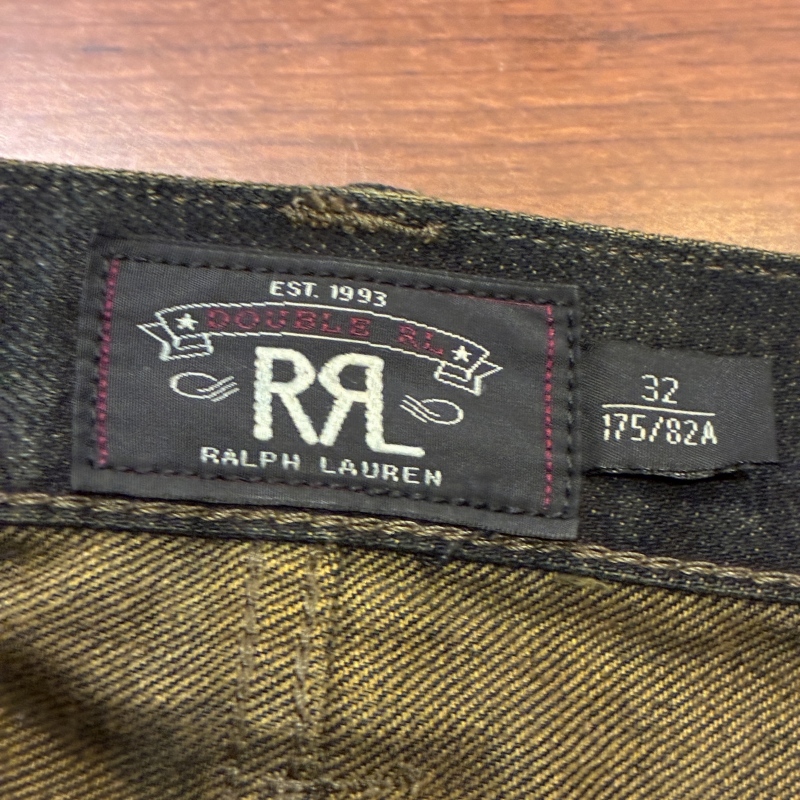 EST. 1993
DOUBLE RL
RRL
RALPH LAUREN
32
175/82A